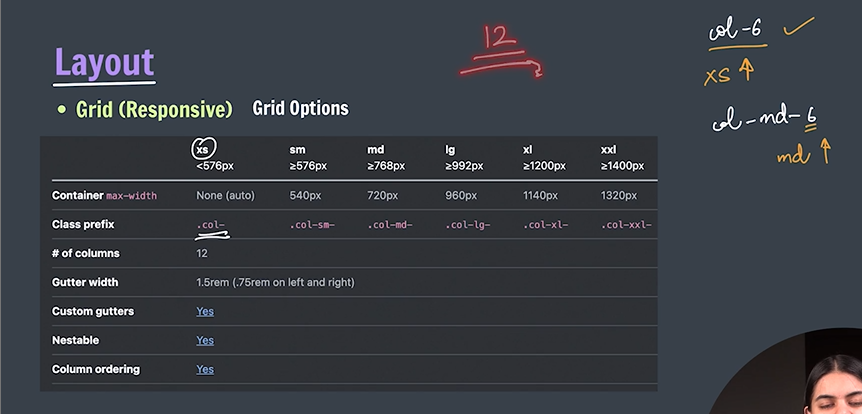 12
col-6 ✓
xs ↑
col-md-6
md ↑
Layout
• Grid (Responsive) Grid Options
xs sm md lg xl xxl
<576px ≥576px ≥768px ≥992px ≥1200px ≥1400px
Container max-width None (auto) 540px 720px 960px 1140px 1320px
Class prefix .col- .col-sm- .col-md- .col-lg- .col-xl- .col-xxl-
# of columns 12
Gutter width 1.5rem (.75rem on left and right)
Custom gutters Yes
Nestable Yes
Column ordering Yes